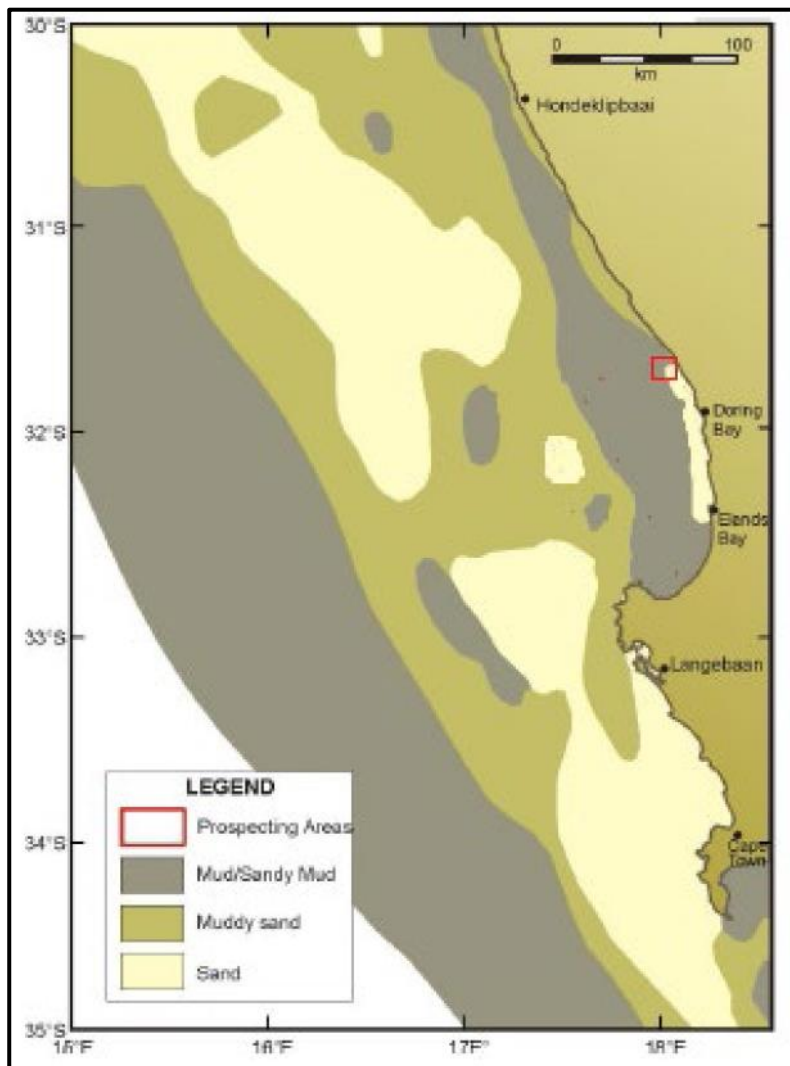 30°S
0 100
km
Hondeklipbaai
31°S
Doring
Bay
32°S
Elands
Bay
33°S
Langebaan
LEGEND
Prospecting Areas
Mud/Sandy Mud
Muddy sand
Sand
34°S
Cape
Town
35°S
15°E 16°E 17E° 18°E